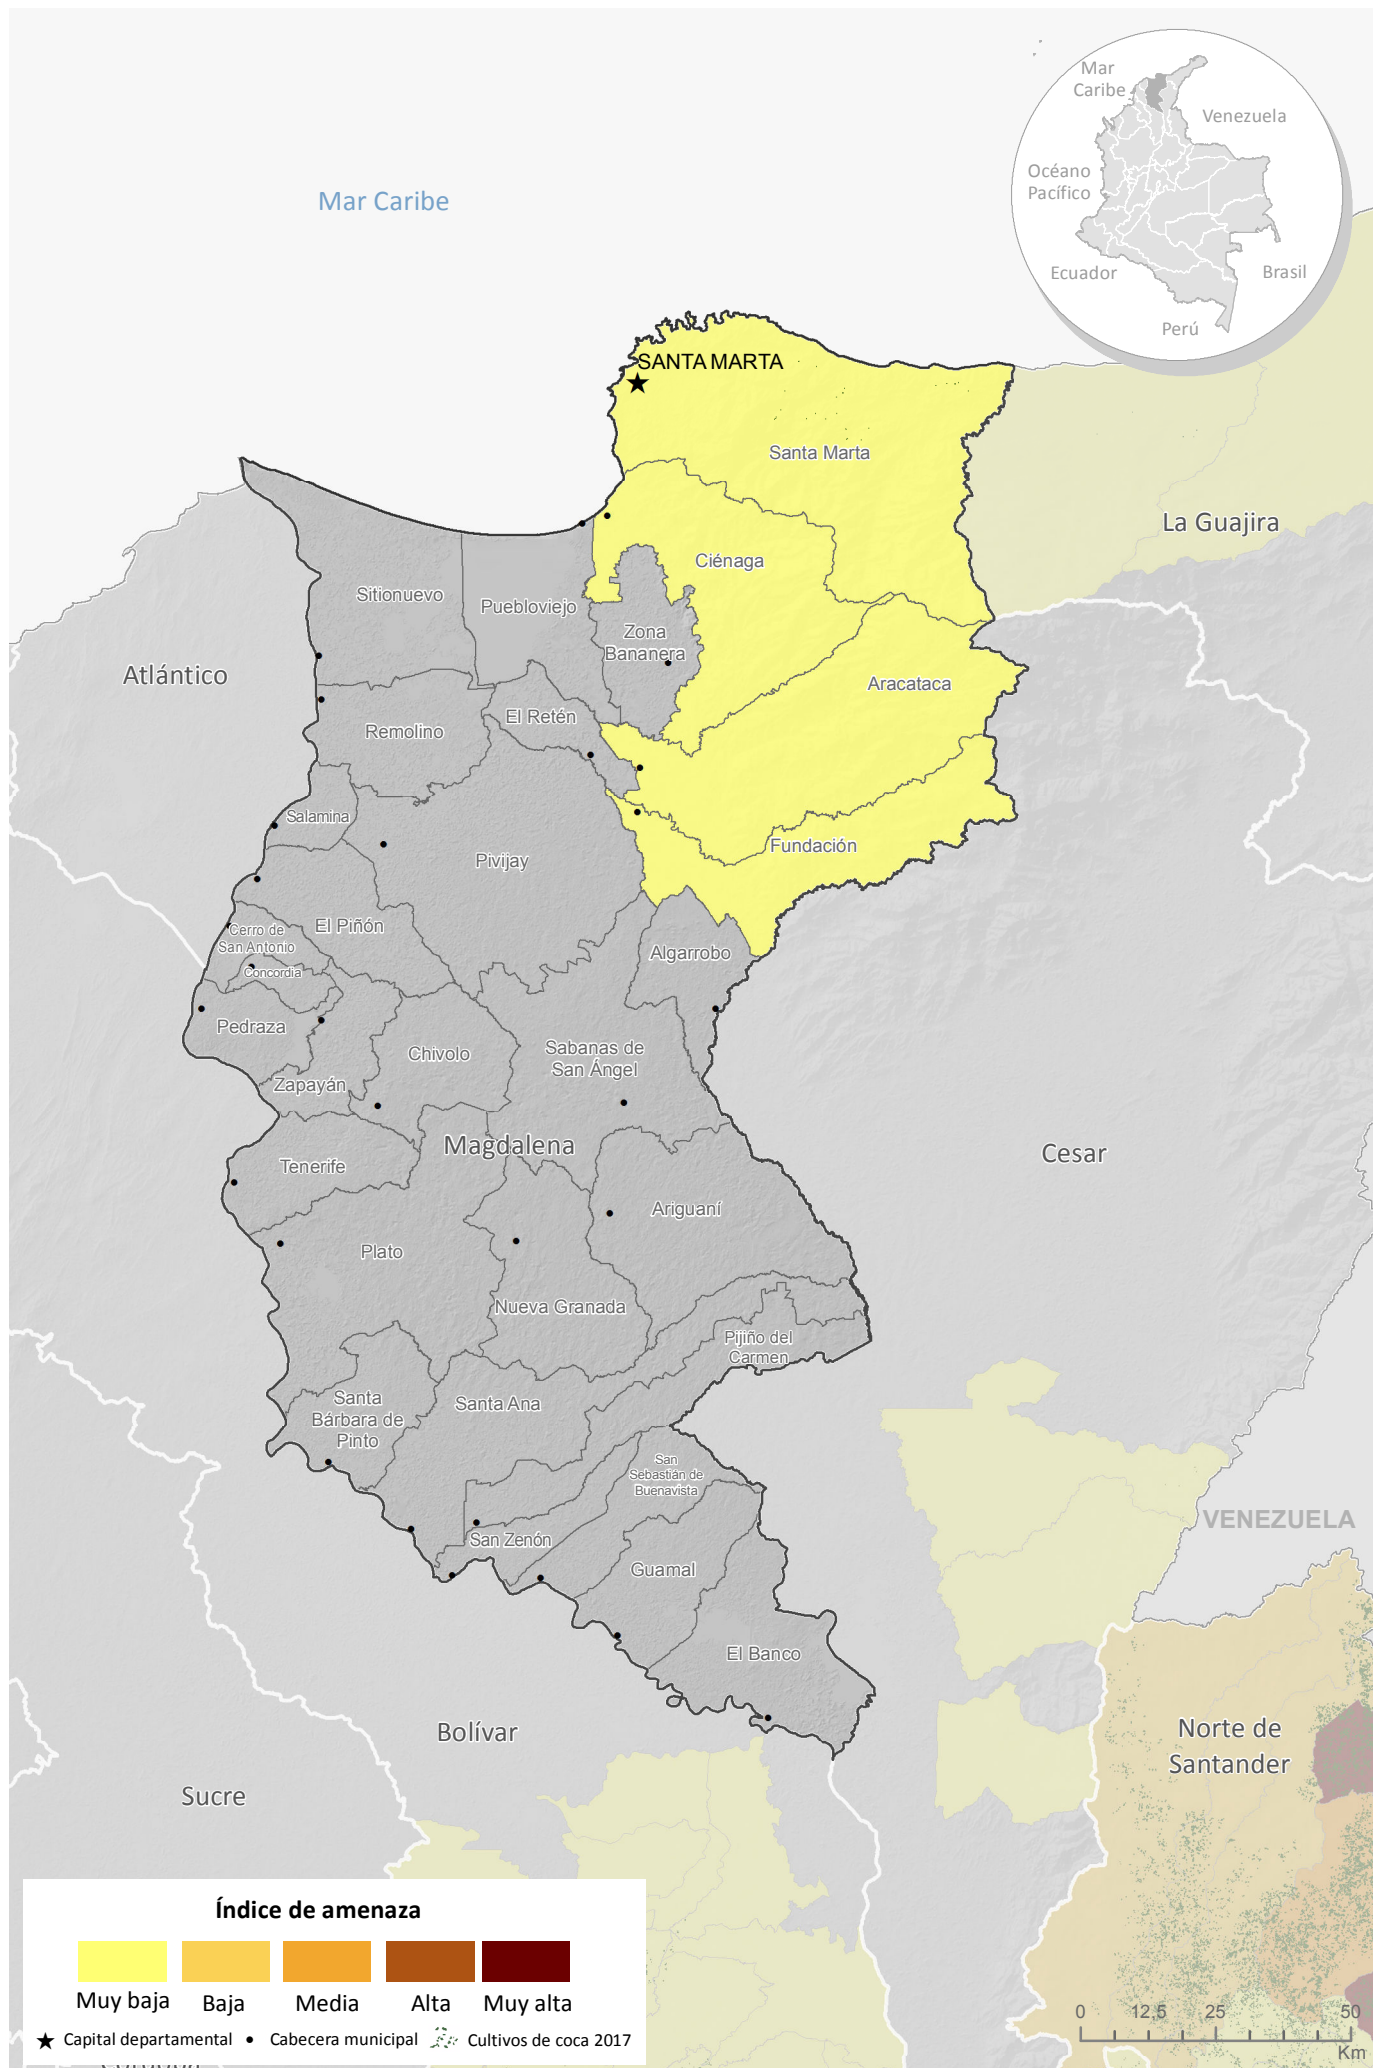 Mar
Caribe
Venezuela
Océano
Pacífico
Ecuador
Brasil
Perú
Mar Caribe
SANTA MARTA
Santa Marta
La Guajira
Ciénaga
Sitionuevo
Puebloviejo
Zona
Bananera
Atlántico
Aracataca
El Retén
Remolino
Salamina
Fundación
Pivijay
El Piñón
Cerro de
San Antonio
Algarrobo
Concordia
Pedraza
Chivolo
Sabanas de
San Ángel
Zapayán
Magdalena
Cesar
Tenerife
Ariguaní
Plato
Nueva Granada
Pijiño del
Carmen
Santa
Bárbara de
Pinto
Santa Ana
San
Sebastián de
Buenavista
VENEZUELA
San Zenón
Guamal
El Banco
Bolívar
Norte de
Santander
Sucre
Índice de amenaza
Muy baja Baja Media Alta Muy alta
Capital departamental Cabecera municipal Cultivos de coca 2017
0 12,5 25 50
Km